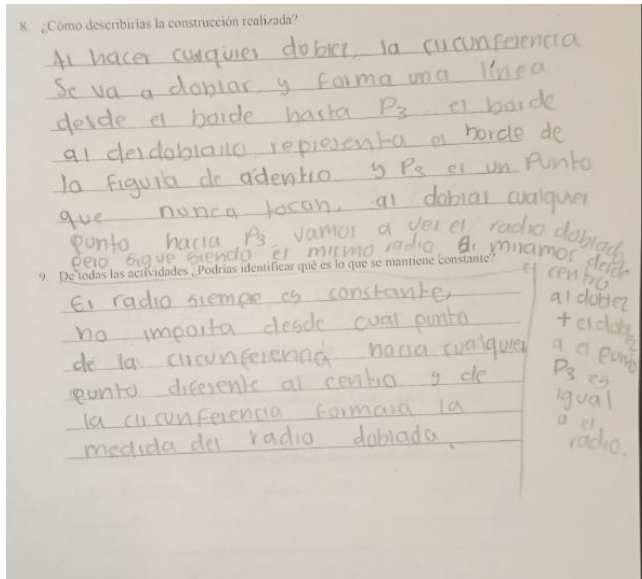 8. ¿Cómo describirías la construcción realizada?
Al hacer cualquier doblez, la circunferencia
Se va a doblar, y forma una línea
desde el borde hasta P3. el borde
al desdoblarlo representa el borde de
la figura de adentro y P3 es un Punto
que nunca tocan, al doblar cualquier
punto hacia P3 vamos a ver el radio doblado
pero sigue siendo el mismo radio. Si miramos desde
el centro
al doblez
+ el doblez
a el punto
P3 es
igual
a el
radio.
9. De todas las actividades ¿Podrías identificar qué es lo que se mantiene constante?
El radio siempe es constante,
no importa desde cual punto
de la circunferencia hacia cualquier
punto diferente al centro y de
la circunferencia formara la
medida del radio doblado.